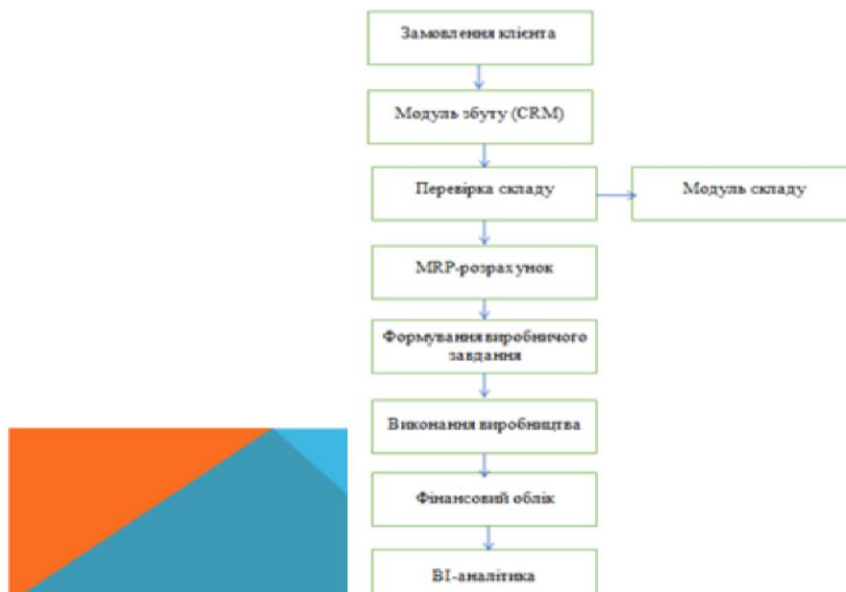 Замовлення клієнта
Модуль збуту (CRM)
Перевірка складу
Модуль складу
MRP-розрахунок
Формування виробничого
завдання
Виконання виробництва
Фінансовий облік
BI-аналітика